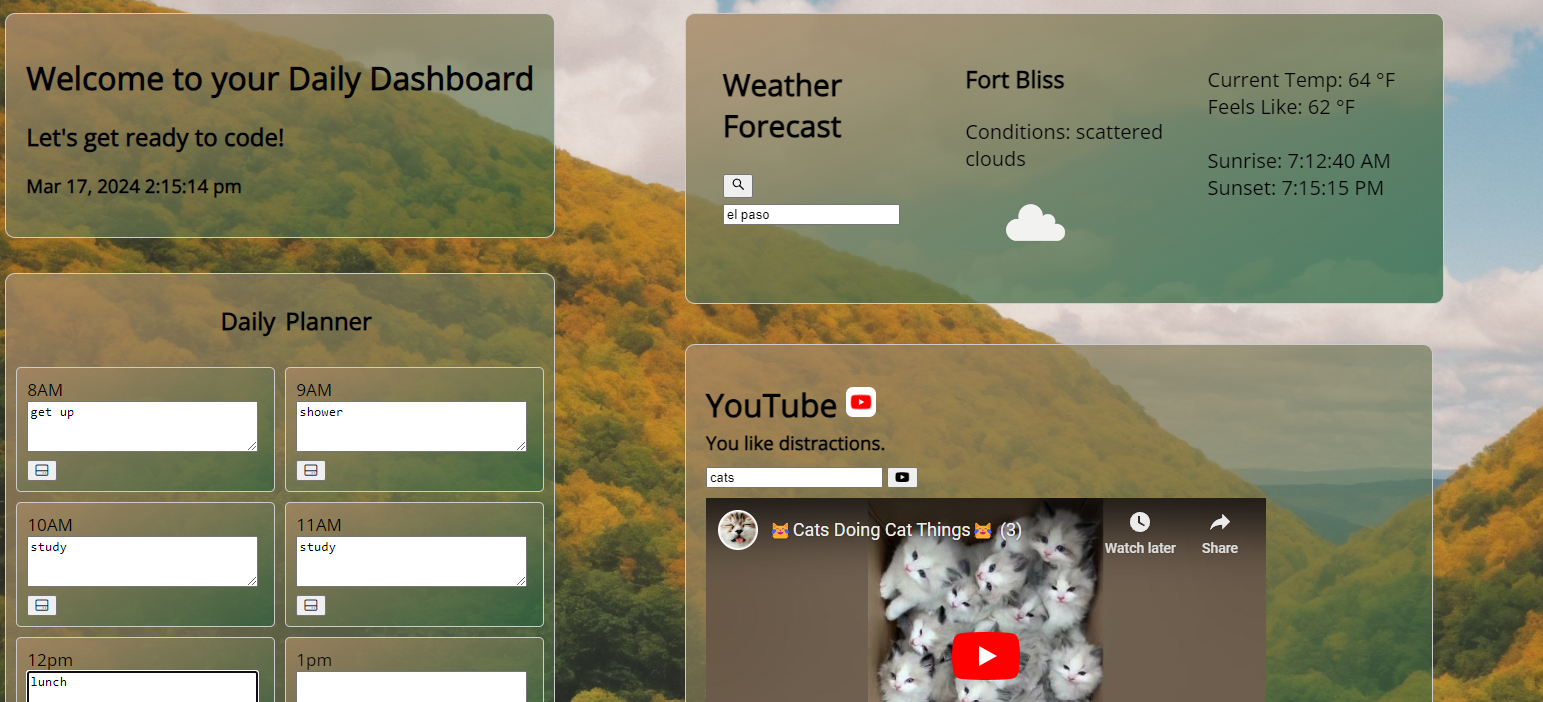 Welcome to your Daily Dashboard
Let's get ready to code!
Mar 17, 2024 2:15:14 pm
Daily Planner
8AM
get up
9AM
shower
10AM
study
11AM
study
12pm
lunch
1pm
Weather
Forecast
el paso
Fort Bliss
Conditions: scattered
clouds
Current Temp: 64 °F
Feels Like: 62 °F
Sunrise: 7:12:40 AM
Sunset: 7:15:15 PM
YouTube
You like distractions.
cats
😹Cats Doing Cat Things😹 (3)
Watch later
Share